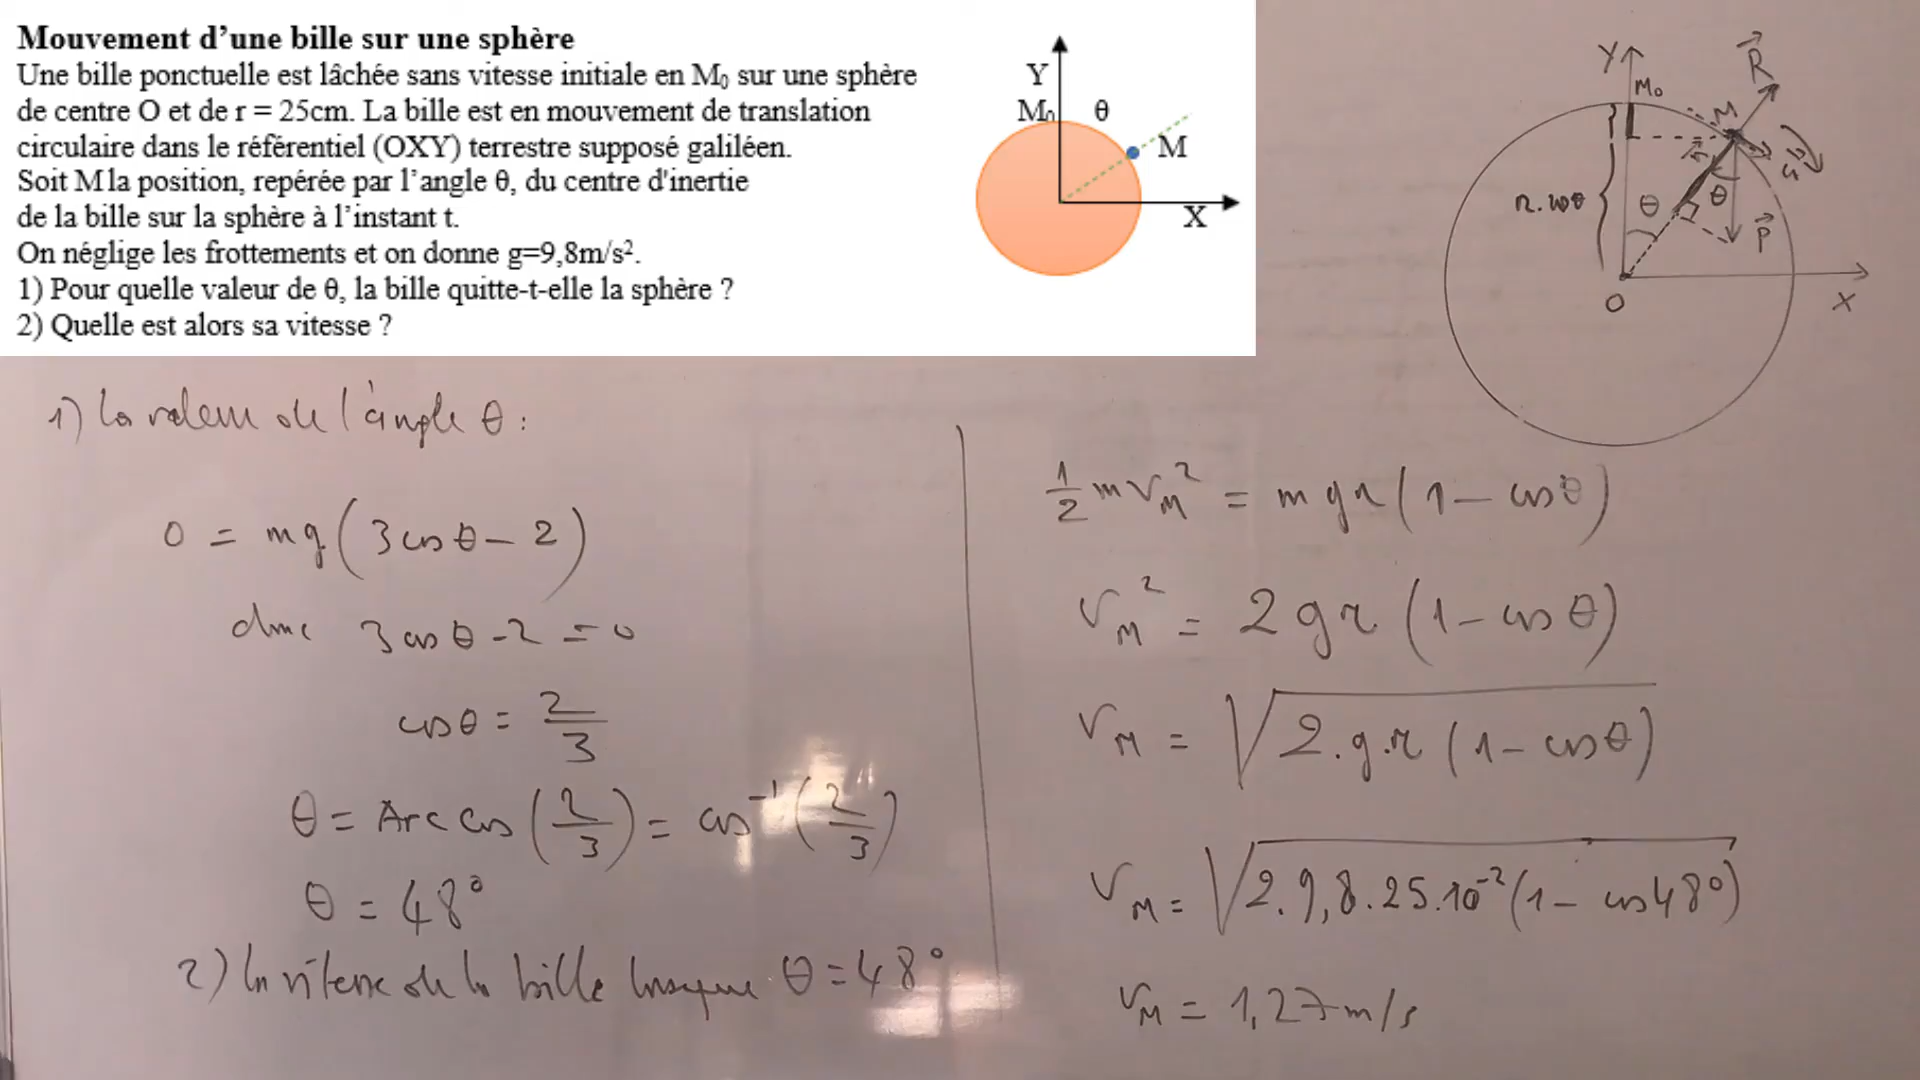 Mouvement d’une bille sur une sphère
Une bille ponctuelle est lâchée sans vitesse initiale en M₀ sur une sphère
de centre O et de r = 25cm. La bille est en mouvement de translation
circulaire dans le référentiel (OXY) terrestre supposé galiléen.
Soit M la position, repérée par l’angle θ, du centre d'inertie
de la bille sur la sphère à l’instant t.
On néglige les frottements et on donne g=9,8m/s².
1) Pour quelle valeur de θ, la bille quitte-t-elle la sphère ?
2) Quelle est alors sa vitesse ?
Y
M₀ θ
M
X
Y
M₀
M
R⃗
r.cosθ
θ
θ
P⃗
O
X
1) la valeur de l'angle θ :
0 = mg(3cosθ - 2)
donc 3cosθ - 2 = 0
cosθ = 2/3
θ = Arccos(2/3) = cos⁻¹(2/3)
θ = 48°
2) la vitesse de la bille lorsque θ = 48°
1/2 m v_M² = mgr(1 - cosθ)
v_M² = 2gr(1 - cosθ)
v_M = √(2.g.r(1 - cosθ))
v_M = √(2.9,8.25.10⁻²(1 - cos48°))
v_M = 1,27m/s